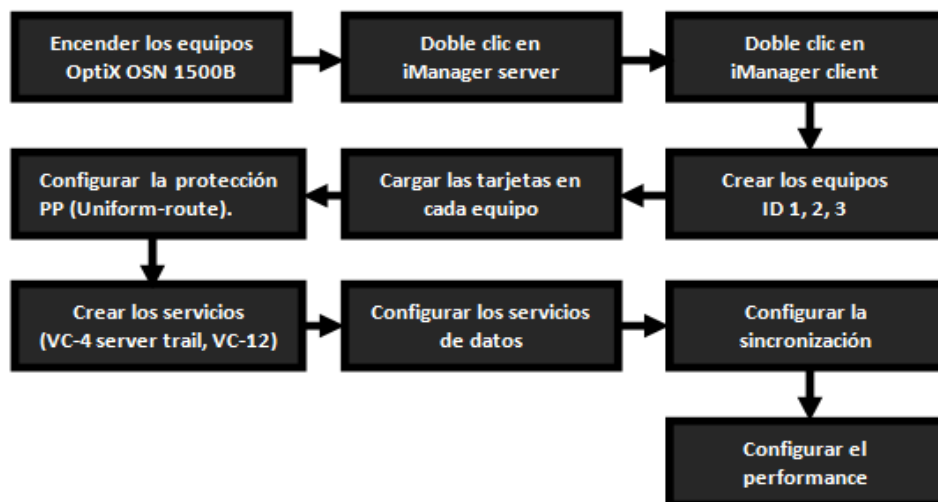 Encender los equipos
OptiX OSN 1500B
Doble clic en
iManager server
Doble clic en
iManager client
Crear los equipos
ID 1, 2, 3
Cargar las tarjetas en
cada equipo
Configurar la protección
PP (Uniform-route).
Crear los servicios
(VC-4 server trail, VC-12)
Configurar los servicios
de datos
Configurar la
sincronización
Configurar el
performance